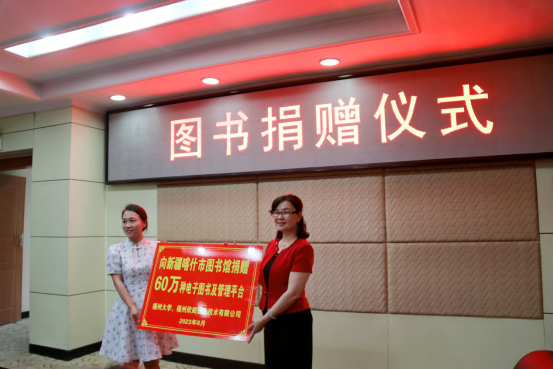 图书捐赠仪式
向新疆喀什市图书馆捐赠
60万种电子图书及管理平台
福州大学、福州欣网 技术有限公司
2023年8月